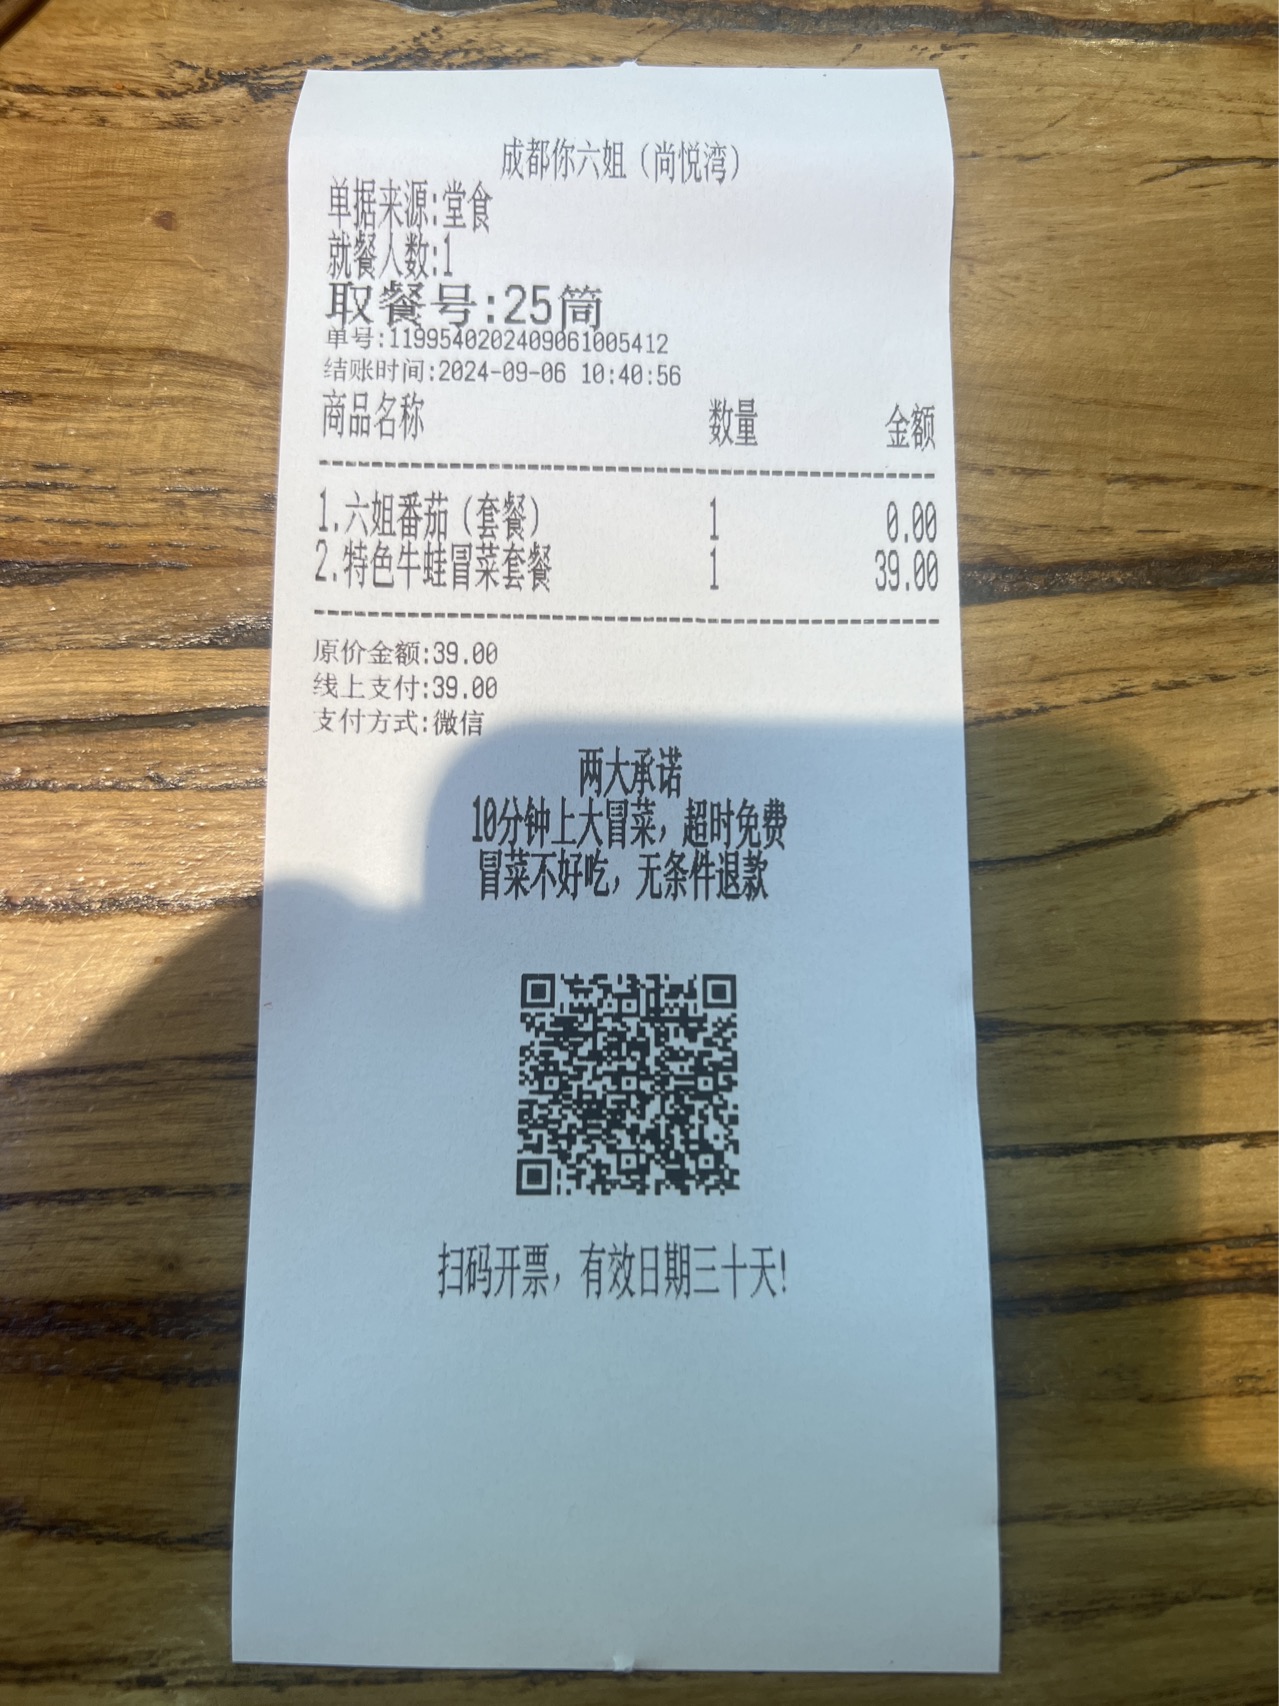 成都你六姐（尚悦湾）
单据来源:堂食
就餐人数:1
取餐号:25筒
单号:1199540202409061005412
结账时间:2024-09-06 10:40:56
商品名称 数量 金额
1.六姐番茄（套餐） 1 0.00
2.特色牛蛙冒菜套餐 1 39.00
原价金额:39.00
线上支付:39.00
支付方式:微信
两大承诺
10分钟上大冒菜，超时免费
冒菜不好吃，无条件退款
扫码开票，有效日期三十天!